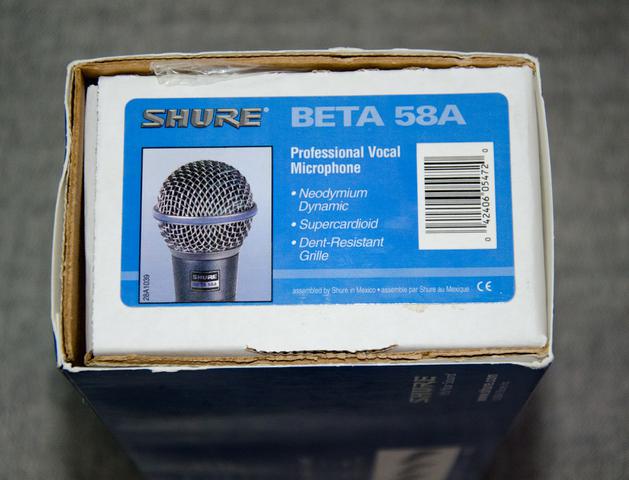 SHURE® BETA 58A
Professional Vocal
Microphone
• Neodymium
Dynamic
• Supercardioid
• Dent-Resistant
Grille
SHURE
BETA 58A
28A1039
0 42406 05472 0
assembled by Shure in Mexico • assemble par Shure au Mexique CE
SHURE